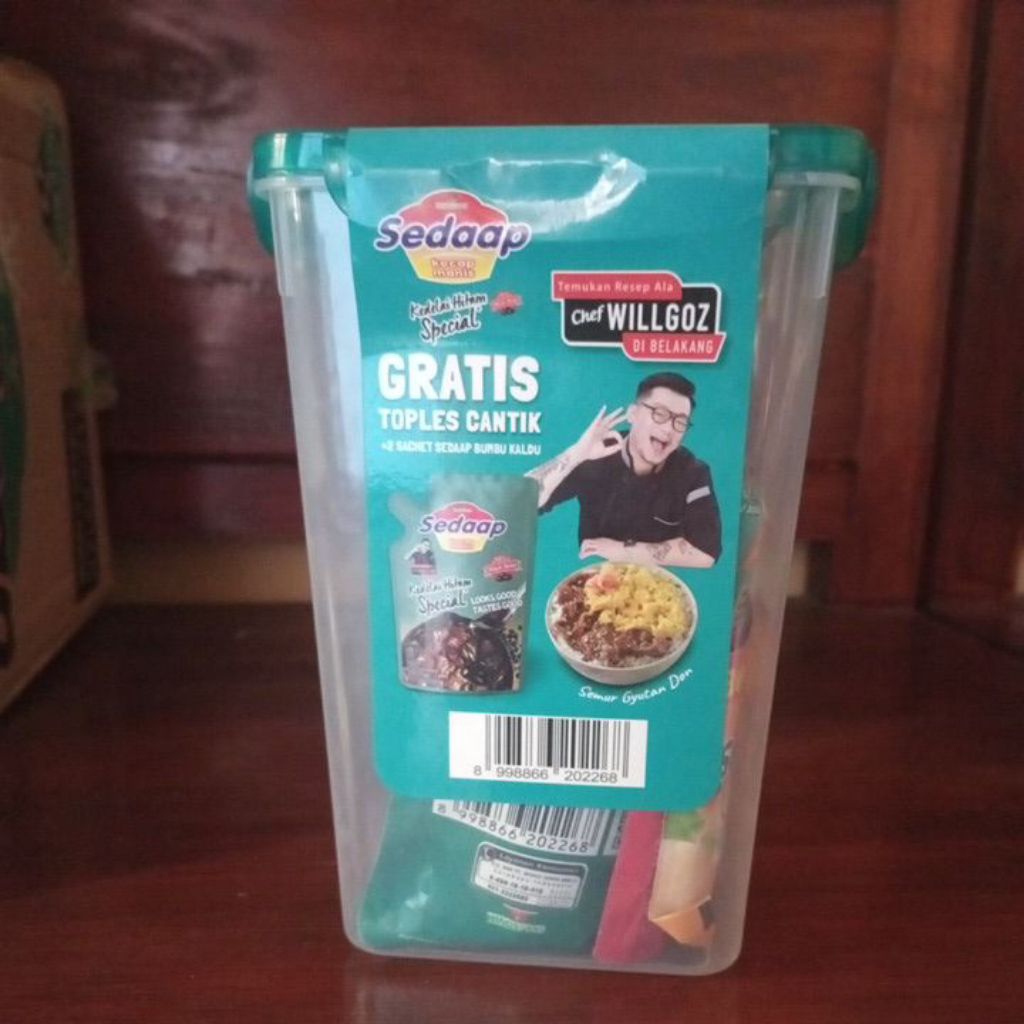 Sedaap
kecap
manis
Kedelai Hitam
Special
Temukan Resep Ala
Chef WILLGOZ
DI BELAKANG
GRATIS
TOPLES CANTIK
+2 SACHET SEDAAP BUMBU KALDU
Sedaap
Kedelai Hitam
Special
LOOKS GOOD
TASTES GOOD
Semur Gyutan Don
8 998866 202268
8 998866 202268
Layanan Konsumen